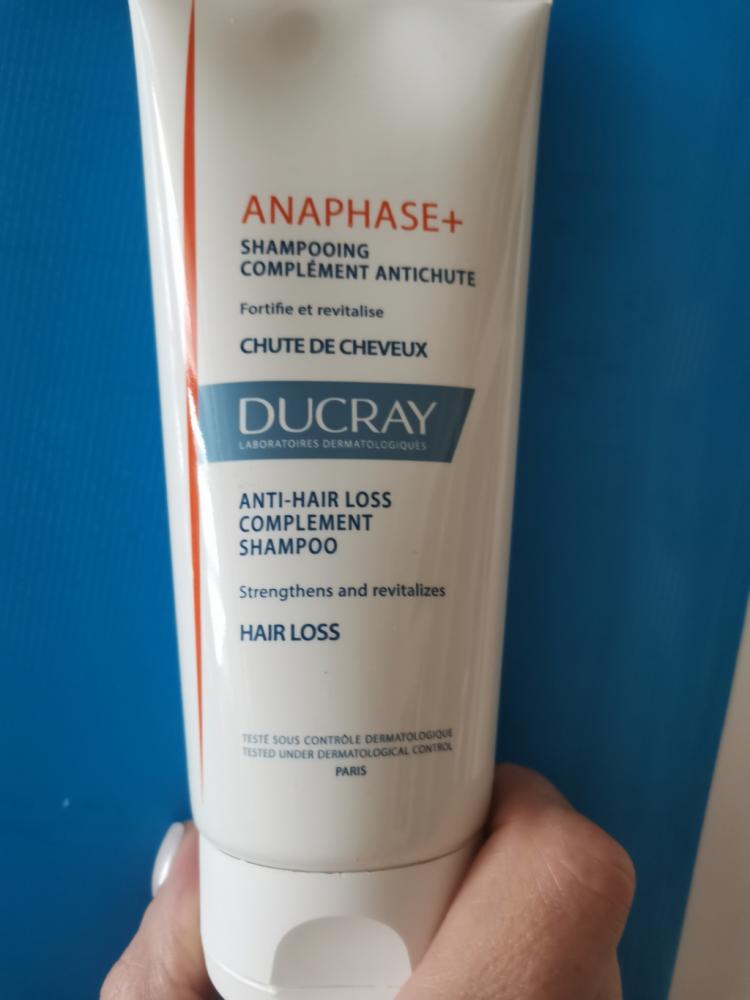 ANAPHASE+
SHAMPOOING
COMPLÉMENT ANTICHUTE
Fortifie et revitalise
CHUTE DE CHEVEUX
DUCRAY
LABORATOIRES DERMATOLOGIQUES
ANTI-HAIR LOSS
COMPLEMENT
SHAMPOO
Strengthens and revitalizes
HAIR LOSS
TESTÉ SOUS CONTRÔLE DERMATOLOGIQUE
TESTED UNDER DERMATOLOGICAL CONTROL
PARIS